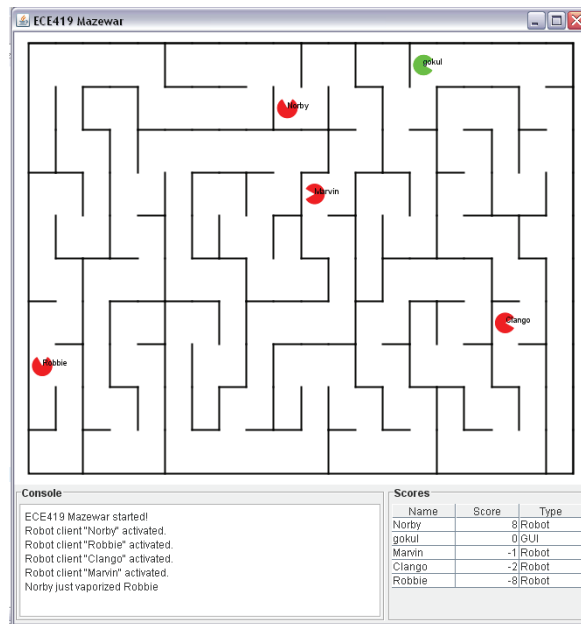 ECE419 Mazewar
gokul
Norby
Marvin
Clango
Robbie
Console
ECE419 Mazewar started!
Robot client "Norby" activated.
Robot client "Robbie" activated.
Robot client "Clango" activated.
Robot client "Marvin" activated.
Norby just vaporized Robbie
Scores
Name Score Type
Norby 8 Robot
gokul 0 GUI
Marvin -1 Robot
Clango -2 Robot
Robbie -8 Robot